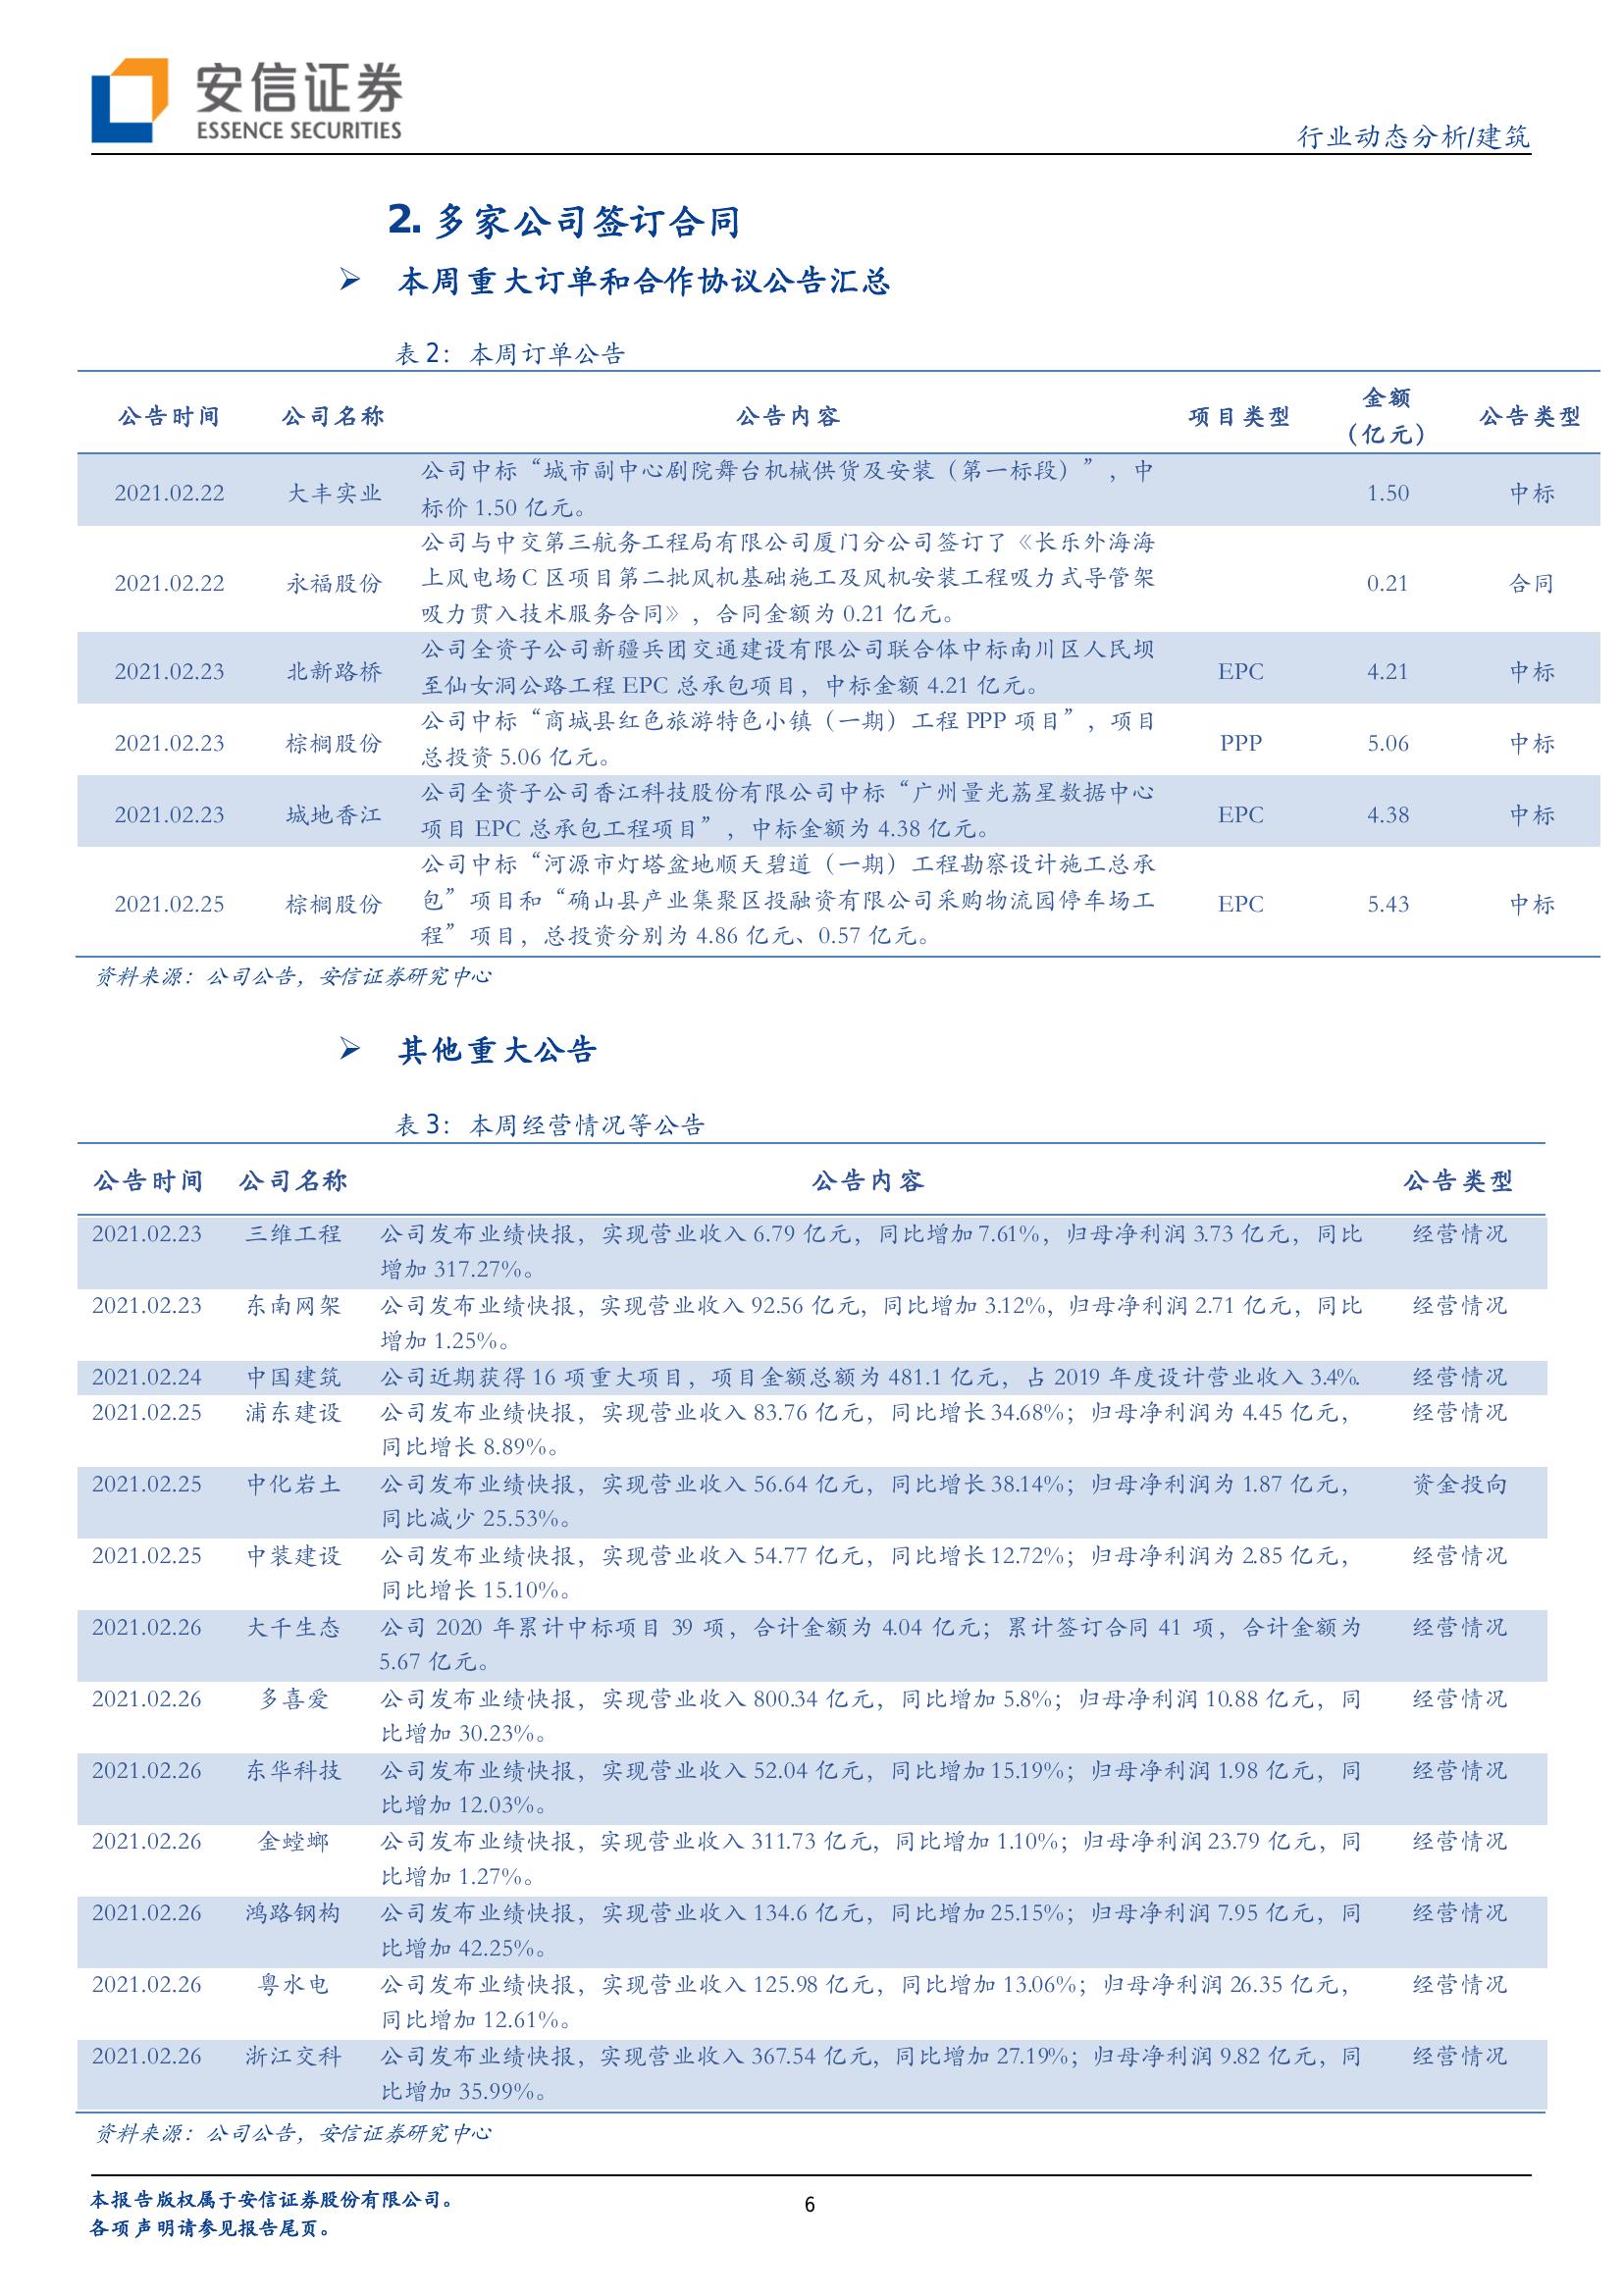 安信证券
ESSENCE SECURITIES
行业动态分析/建筑
2. 多家公司签订合同
➢ 本周重大订单和合作协议公告汇总
表 2：本周订单公告
公告时间 公司名称 公告内容 项目类型 金额（亿元） 公告类型
2021.02.22 大丰实业 公司中标“城市副中心剧院舞台机械供货及安装（第一标段）”，中
标价 1.50 亿元。 1.50 中标
2021.02.22 永福股份 公司与中交第三航务工程局有限公司厦门分公司签订了《长乐外海海
上风电场 C 区项目第二批风机基础施工及风机安装工程吸力式导管架
吸力贯入技术服务合同》，合同金额为 0.21 亿元。 0.21 合同
2021.02.23 北新路桥 公司全资子公司新疆兵团交通建设有限公司联合体中标南川区人民坝
至仙女洞公路工程 EPC 总承包项目，中标金额 4.21 亿元。 EPC 4.21 中标
2021.02.23 棕榈股份 公司中标“商城县红色旅游特色小镇（一期）工程 PPP 项目”，项目
总投资 5.06 亿元。 PPP 5.06 中标
2021.02.23 城地香江 公司全资子公司香江科技股份有限公司中标“广州量光荔星数据中心
项目 EPC 总承包工程项目”，中标金额为 4.38 亿元。 EPC 4.38 中标
2021.02.25 棕榈股份 公司中标“河源市灯塔盆地顺天碧道（一期）工程勘察设计施工总承
包”项目和“确山县产业集聚区投融资有限公司采购物流园停车场工
程”项目，总投资分别为 4.86 亿元、0.57 亿元。 EPC 5.43 中标
资料来源：公司公告，安信证券研究中心
➢ 其他重大公告
表 3：本周经营情况等公告
公告时间 公司名称 公告内容 公告类型
2021.02.23 三维工程 公司发布业绩快报，实现营业收入 6.79 亿元，同比增加 7.61%，归母净利润 3.73 亿元，同比 经营情况
增加 317.27%。
2021.02.23 东南网架 公司发布业绩快报，实现营业收入 92.56 亿元，同比增加 3.12%，归母净利润 2.71 亿元，同比 经营情况
增加 1.25%。
2021.02.24 中国建筑 公司近期获得 16 项重大项目，项目金额总额为 481.1 亿元，占 2019 年度设计营业收入 3.4%. 经营情况
2021.02.25 浦东建设 公司发布业绩快报，实现营业收入 83.76 亿元，同比增长 34.68%；归母净利润为 4.45 亿元， 经营情况
同比增长 8.89%。
2021.02.25 中化岩土 公司发布业绩快报，实现营业收入 56.64 亿元，同比增长 38.14%；归母净利润为 1.87 亿元， 资金投向
同比减少 25.53%。
2021.02.25 中装建设 公司发布业绩快报，实现营业收入 54.77 亿元，同比增长 12.72%；归母净利润为 2.85 亿元， 经营情况
同比增长 15.10%。
2021.02.26 大千生态 公司 2020 年累计中标项目 39 项，合计金额为 4.04 亿元；累计签订合同 41 项，合计金额为 经营情况
5.67 亿元。
2021.02.26 多喜爱 公司发布业绩快报，实现营业收入 800.34 亿元，同比增加 5.8%；归母净利润 10.88 亿元，同 经营情况
比增加 30.23%。
2021.02.26 东华科技 公司发布业绩快报，实现营业收入 52.04 亿元，同比增加 15.19%；归母净利润 1.98 亿元，同 经营情况
比增加 12.03%。
2021.02.26 金螳螂 公司发布业绩快报，实现营业收入 311.73 亿元，同比增加 1.10%；归母净利润 23.79 亿元，同 经营情况
比增加 1.27%。
2021.02.26 鸿路钢构 公司发布业绩快报，实现营业收入 134.6 亿元，同比增加 25.15%；归母净利润 7.95 亿元，同 经营情况
比增加 42.25%。
2021.02.26 粤水电 公司发布业绩快报，实现营业收入 125.98 亿元，同比增加 13.06%；归母净利润 26.35 亿元， 经营情况
同比增加 12.61%。
2021.02.26 浙江交科 公司发布业绩快报，实现营业收入 367.54 亿元，同比增加 27.19%；归母净利润 9.82 亿元，同 经营情况
比增加 35.99%。
资料来源：公司公告，安信证券研究中心
本报告版权属于安信证券股份有限公司。
6
各项声明请参见报告尾页。